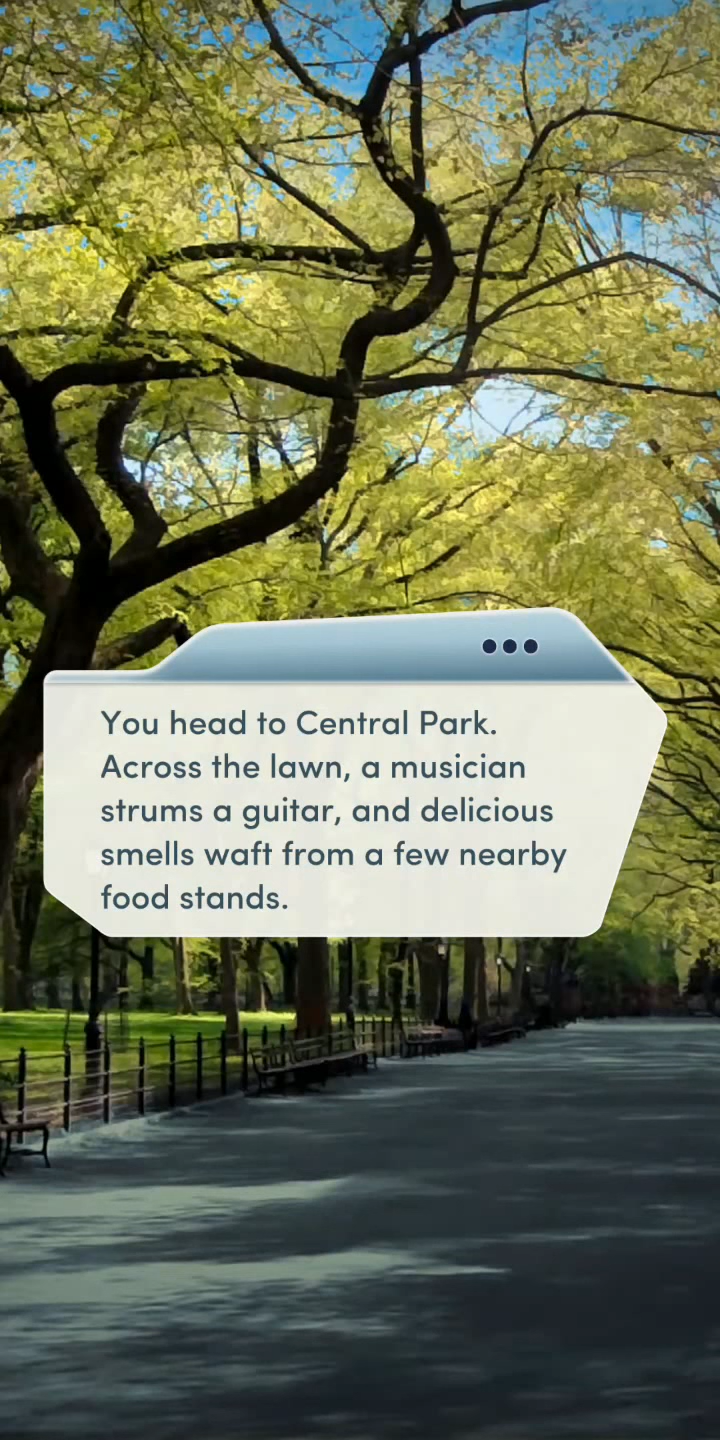 You head to Central Park.
Across the lawn, a musician
strums a guitar, and delicious
smells waft from a few nearby
food stands.